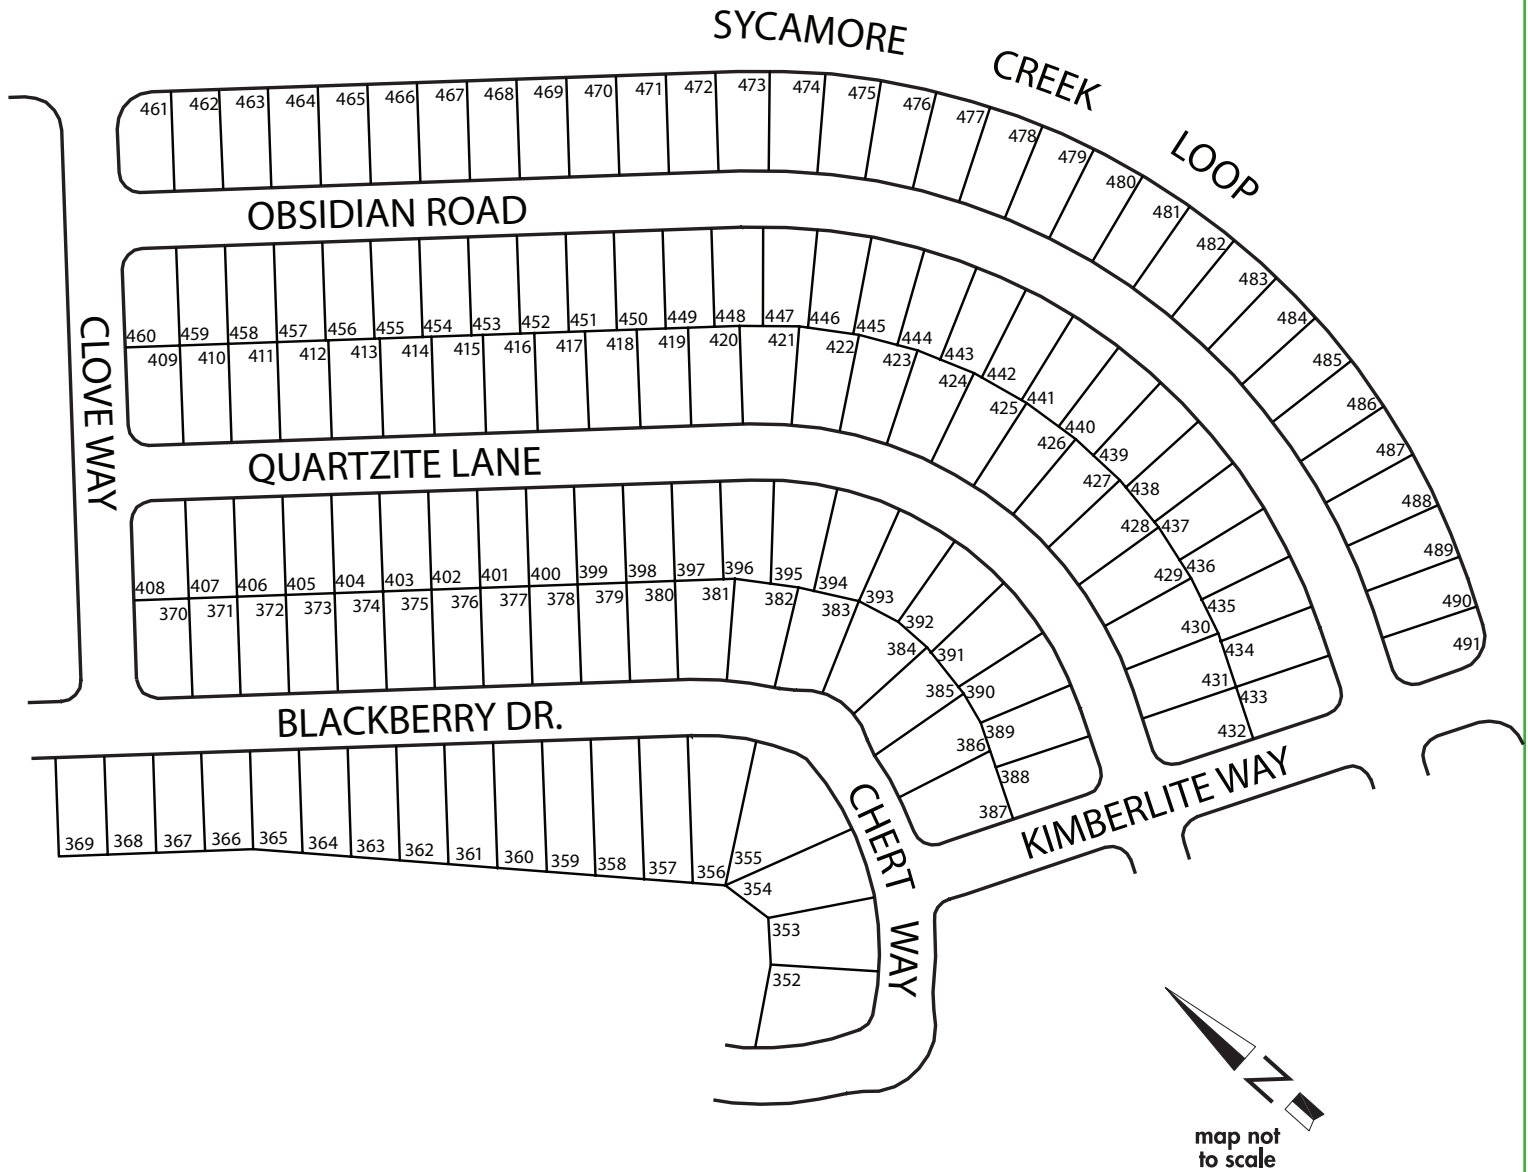 SYCAMORE CREEK LOOP
461 462 463 464 465 466 467 468 469 470 471 472 473 474 475 476 477 478 479 480 481 482 483 484 485 486 487 488 489 490 491
OBSIDIAN ROAD
460 459 458 457 456 455 454 453 452 451 450 449 448 447 446 445 444 443 442 441 440 439 438 437 436 435 434 433
409 410 411 412 413 414 415 416 417 418 419 420 421 422 423 424 425 426 427 428 429 430 431 432
CLOVE WAY
QUARTZITE LANE
408 407 406 405 404 403 402 401 400 399 398 397 396 395 394 393 392 391 390 389 388
370 371 372 373 374 375 376 377 378 379 380 381 382 383 384 385 386 387
BLACKBERRY DR.
KIMBERLITE WAY
CHERT WAY
369 368 367 366 365 364 363 362 361 360 359 358 357 356 355
354
353
352
N
map not
to scale